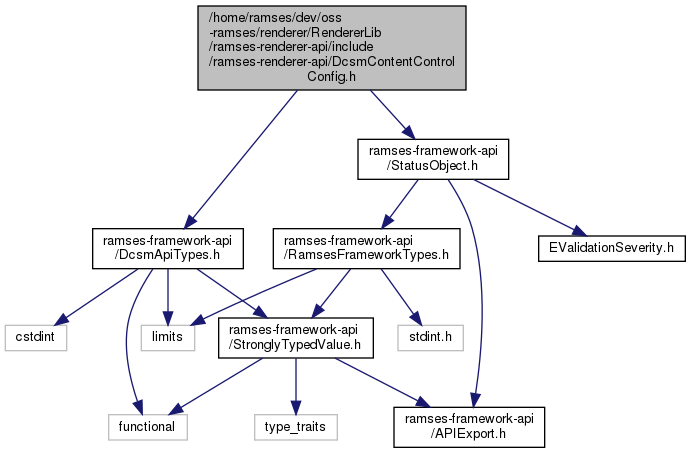 /home/ramses/dev/oss
-ramses/renderer/RendererLib
/ramses-renderer-api/include
/ramses-renderer-api/DcsmContentControl
Config.h
ramses-framework-api
/StatusObject.h
ramses-framework-api
/DcsmApiTypes.h
ramses-framework-api
/RamsesFrameworkTypes.h
EValidationSeverity.h
cstdint
limits
ramses-framework-api
/StronglyTypedValue.h
stdint.h
functional
type_traits
ramses-framework-api
/APIExport.h